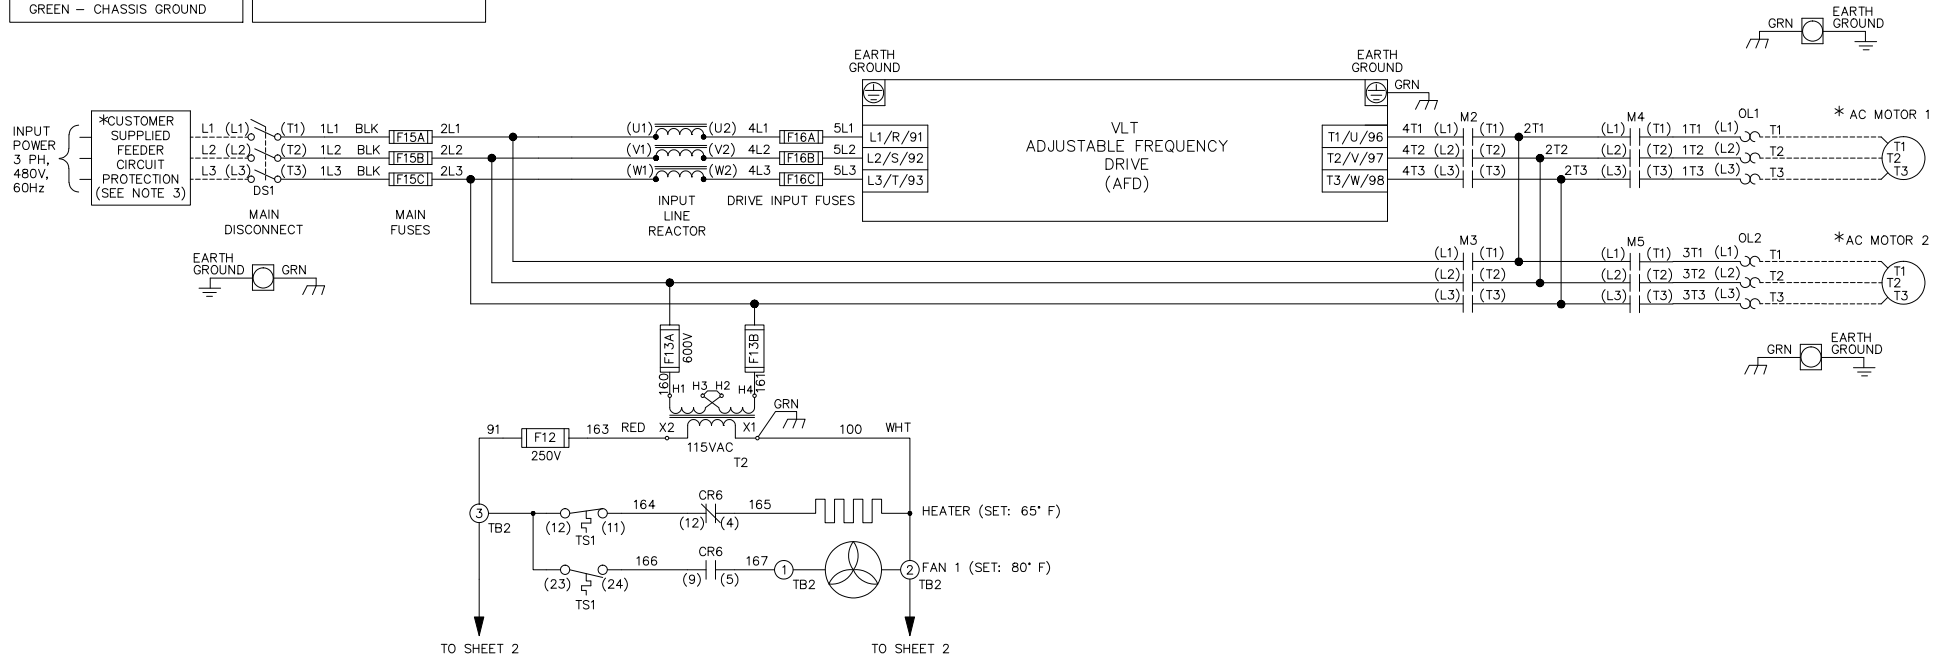 GREEN – CHASSIS GROUND
GRN
EARTH
GROUND
EARTH
GROUND
EARTH
GROUND
GRN
INPUT
POWER
3 PH,
480V,
60Hz
*CUSTOMER
SUPPLIED
FEEDER
CIRCUIT
PROTECTION
(SEE NOTE 3)
L1 (L1) (T1) 1L1 BLK F15A 2L1
L2 (L2) (T2) 1L2 BLK F15B 2L2
L3 (L3) (T3) 1L3 BLK F15C 2L3
DS1
MAIN
DISCONNECT
MAIN
FUSES
(U1) (U2) 4L1 F16A 5L1 L1/R/91
(V1) (V2) 4L2 F16B 5L2 L2/S/92
(W1) (W2) 4L3 F16C 5L3 L3/T/93
INPUT
LINE
REACTOR
DRIVE INPUT FUSES
VLT
ADJUSTABLE FREQUENCY
DRIVE
(AFD)
M2 M4 OL1 * AC MOTOR 1
T1/U/96 4T1 (L1) (T1) 2T1 (L1) (T1) 1T1 (L1) T1 T1
T2/V/97 4T2 (L2) (T2) 2T2 (L2) (T2) 1T2 (L2) T2 T2
T3/W/98 4T3 (L3) (T3) 2T3 (L3) (T3) 1T3 (L3) T3 T3
M3 M5 OL2 *AC MOTOR 2
(L1) (T1) (L1) (T1) 3T1 (L1) T1 T1
(L2) (T2) (L2) (T2) 3T2 (L2) T2 T2
(L3) (T3) (L3) (T3) 3T3 (L3) T3 T3
EARTH
GROUND
GRN
GRN
EARTH
GROUND
F13A
600V
F13B
160
161
H1 H3 H2 H4
GRN
91 F12 163 RED X2 X1 100 WHT
250V
115VAC
T2
3
TB2
164 CR6 165
(12) (11) (12) (4)
TS1
HEATER (SET: 65° F)
166 CR6 167
(23) (24) (9) (5)
TS1
1
TB2
2
TB2
FAN 1 (SET: 80° F)
TO SHEET 2
TO SHEET 2